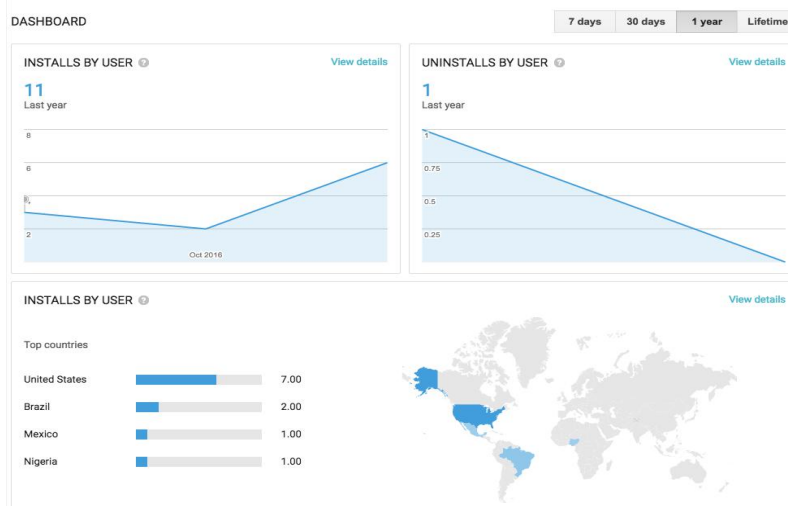 DASHBOARD
7 days 30 days 1 year Lifetime
INSTALLS BY USER ?
View details
11
Last year
8
6
2
Oct 2016
UNINSTALLS BY USER ?
View details
1
Last year
1
0.75
0.5
0.25
INSTALLS BY USER ?
View details
Top countries
United States 7.00
Brazil 2.00
Mexico 1.00
Nigeria 1.00